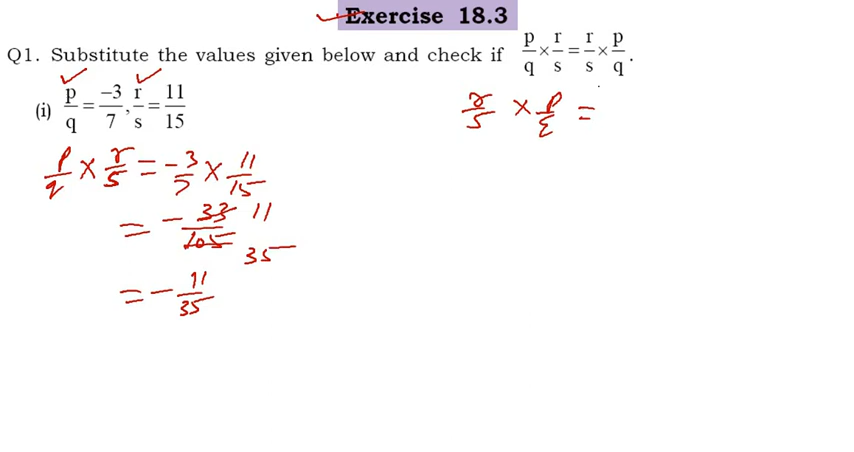 Exercise 18.3
Q1. Substitute the values given below and check if p/q × r/s = r/s × p/q.
(i) p/q = -3/7, r/s = 11/15
p/q × r/s = -3/7 × 11/15
= - 33/105 11/35
= - 11/35
r/s × p/q =